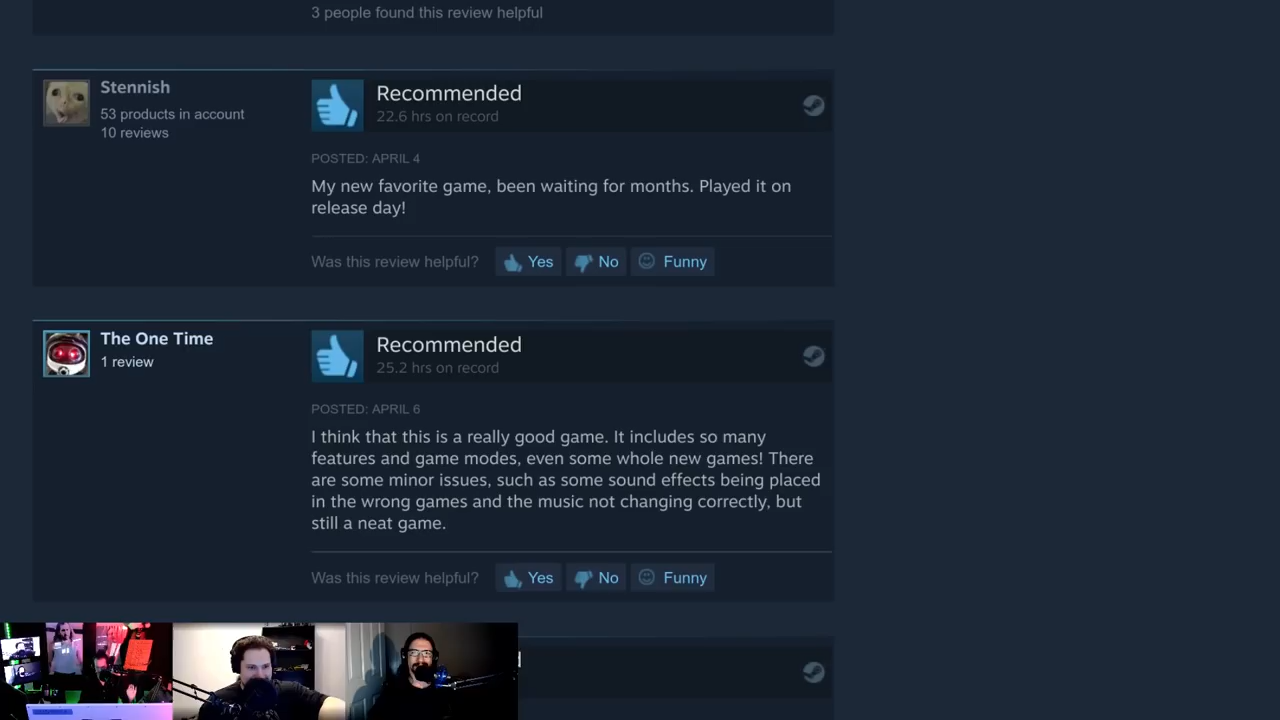 3 people found this review helpful
Stennish
53 products in account
10 reviews
Recommended
22.6 hrs on record
POSTED: APRIL 4
My new favorite game, been waiting for months. Played it on
release day!
Was this review helpful? Yes No Funny
The One Time
1 review
Recommended
25.2 hrs on record
POSTED: APRIL 6
I think that this is a really good game. It includes so many
features and game modes, even some whole new games! There
are some minor issues, such as some sound effects being placed
in the wrong games and the music not changing correctly, but
still a neat game.
Was this review helpful? Yes No Funny